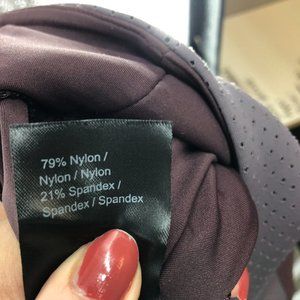 79% Nylon /
Nylon / Nylon
21% Spandex /
Spandex / Spandex